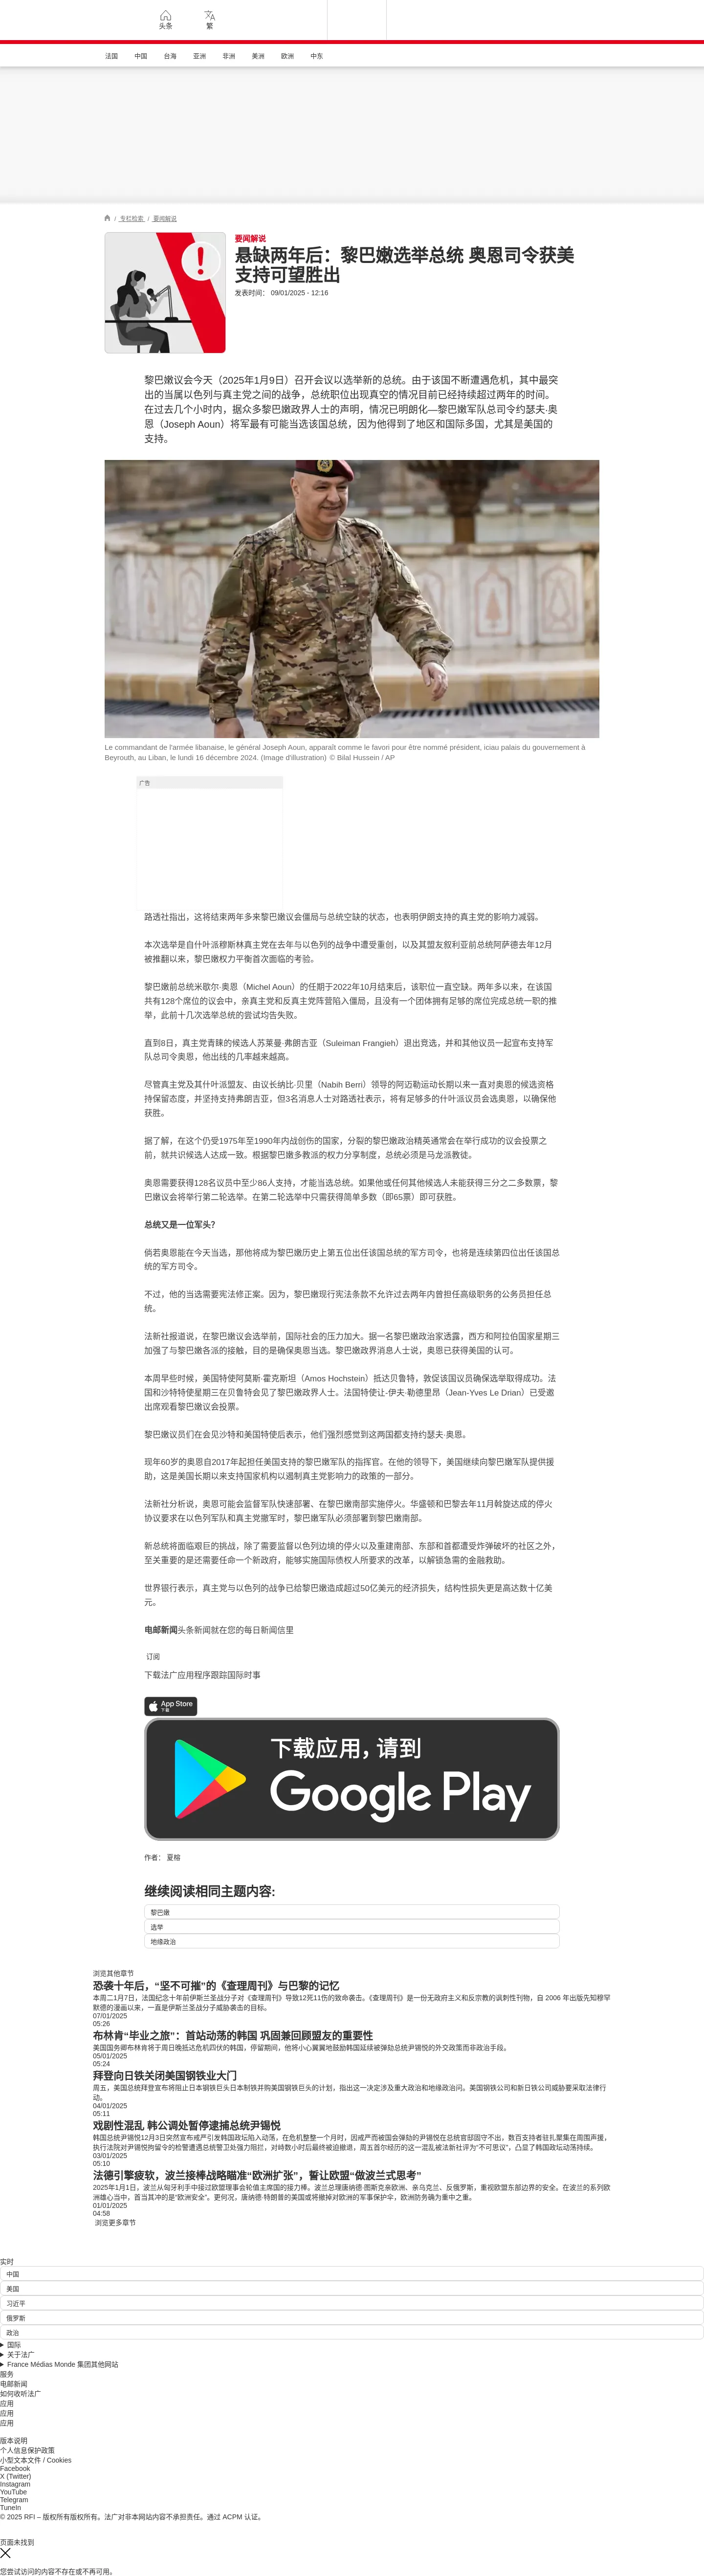 头条
繁
法国 中国 台海 亚洲 非洲 美洲 欧洲 中东
/ 专栏检索 / 要闻解说
要闻解说
悬缺两年后：黎巴嫩选举总统 奥恩司令获美
支持可望胜出
发表时间： 09/01/2025 - 12:16
黎巴嫩议会今天（2025年1月9日）召开会议以选举新的总统。由于该国不断遭遇危机，其中最突
出的当属以色列与真主党之间的战争，总统职位出现真空的情况目前已经持续超过两年的时间。
在过去几个小时内，据众多黎巴嫩政界人士的声明，情况已明朗化—黎巴嫩军队总司令约瑟夫·奥
恩（Joseph Aoun）将军最有可能当选该国总统，因为他得到了地区和国际多国，尤其是美国的
支持。
Le commandant de l'armée libanaise, le général Joseph Aoun, apparaît comme le favori pour être nommé président, iciau palais du gouvernement à
Beyrouth, au Liban, le lundi 16 décembre 2024. (Image d'illustration) © Bilal Hussein / AP
广告
路透社指出，这将结束两年多来黎巴嫩议会僵局与总统空缺的状态，也表明伊朗支持的真主党的影响力减弱。
本次选举是自什叶派穆斯林真主党在去年与以色列的战争中遭受重创，以及其盟友叙利亚前总统阿萨德去年12月
被推翻以来，黎巴嫩权力平衡首次面临的考验。
黎巴嫩前总统米歇尔·奥恩（Michel Aoun）的任期于2022年10月结束后，该职位一直空缺。两年多以来，在该国
共有128个席位的议会中，亲真主党和反真主党阵营陷入僵局，且没有一个团体拥有足够的席位完成总统一职的推
举，此前十几次选举总统的尝试均告失败。
直到8日，真主党青睐的候选人苏莱曼·弗朗吉亚（Suleiman Frangieh）退出竞选，并和其他议员一起宣布支持军
队总司令奥恩，他出线的几率越来越高。
尽管真主党及其什叶派盟友、由议长纳比·贝里（Nabih Berri）领导的阿迈勒运动长期以来一直对奥恩的候选资格
持保留态度，并坚持支持弗朗吉亚，但3名消息人士对路透社表示，将有足够多的什叶派议员会选奥恩，以确保他
获胜。
据了解，在这个仍受1975年至1990年内战创伤的国家，分裂的黎巴嫩政治精英通常会在举行成功的议会投票之
前，就共识候选人达成一致。根据黎巴嫩多教派的权力分享制度，总统必须是马龙派教徒。
奥恩需要获得128名议员中至少86人支持，才能当选总统。如果他或任何其他候选人未能获得三分之二多数票，黎
巴嫩议会将举行第二轮选举。在第二轮选举中只需获得简单多数（即65票）即可获胜。
总统又是一位军头？
倘若奥恩能在今天当选，那他将成为黎巴嫩历史上第五位出任该国总统的军方司令，也将是连续第四位出任该国总
统的军方司令。
不过，他的当选需要宪法修正案。因为，黎巴嫩现行宪法条款不允许过去两年内曾担任高级职务的公务员担任总
统。
法新社报道说，在黎巴嫩议会选举前，国际社会的压力加大。据一名黎巴嫩政治家透露，西方和阿拉伯国家星期三
加强了与黎巴嫩各派的接触，目的是确保奥恩当选。黎巴嫩政界消息人士说，奥恩已获得美国的认可。
本周早些时候，美国特使阿莫斯·霍克斯坦（Amos Hochstein）抵达贝鲁特，敦促该国议员确保选举取得成功。法
国和沙特特使星期三在贝鲁特会见了黎巴嫩政界人士。法国特使让-伊夫·勒德里昂（Jean-Yves Le Drian）已受邀
出席观看黎巴嫩议会投票。
黎巴嫩议员们在会见沙特和美国特使后表示，他们强烈感觉到这两国都支持约瑟夫·奥恩。
现年60岁的奥恩自2017年起担任美国支持的黎巴嫩军队的指挥官。在他的领导下，美国继续向黎巴嫩军队提供援
助，这是美国长期以来支持国家机构以遏制真主党影响力的政策的一部分。
法新社分析说，奥恩可能会监督军队快速部署、在黎巴嫩南部实施停火。华盛顿和巴黎去年11月斡旋达成的停火
协议要求在以色列军队和真主党撤军时，黎巴嫩军队必须部署到黎巴嫩南部。
新总统将面临艰巨的挑战，除了需要监督以色列边境的停火以及重建南部、东部和首都遭受炸弹破坏的社区之外，
至关重要的是还需要任命一个新政府，能够实施国际债权人所要求的改革，以解锁急需的金融救助。
世界银行表示，真主党与以色列的战争已给黎巴嫩造成超过50亿美元的经济损失，结构性损失更是高达数十亿美
元。
电邮新闻头条新闻就在您的每日新闻信里
订阅
下载法广应用程序跟踪国际时事
App Store
下载
下载应用，请到
Google Play
作者： 夏榕
继续阅读相同主题内容:
黎巴嫩
选举
地缘政治
浏览其他章节
恐袭十年后，“坚不可摧”的《查理周刊》与巴黎的记忆
本周二1月7日，法国纪念十年前伊斯兰圣战分子对《查理周刊》导致12死11伤的致命袭击。《查理周刊》是一份无政府主义和反宗教的讽刺性刊物，自 2006 年出版先知穆罕
默德的漫画以来，一直是伊斯兰圣战分子威胁袭击的目标。
07/01/2025
05:26
布林肯“毕业之旅”：首站动荡的韩国 巩固兼回顾盟友的重要性
美国国务卿布林肯将于周日晚抵达危机四伏的韩国，停留期间，他将小心翼翼地鼓励韩国延续被弹劾总统尹锡悦的外交政策而非政治手段。
05/01/2025
05:24
拜登向日铁关闭美国钢铁业大门
周五，美国总统拜登宣布将阻止日本钢铁巨头日本制铁并购美国钢铁巨头的计划，指出这一决定涉及重大政治和地缘政治问。美国钢铁公司和新日铁公司威胁要采取法律行
动。
04/01/2025
05:11
戏剧性混乱 韩公调处暂停逮捕总统尹锡悦
韩国总统尹锡悦12月3日突然宣布戒严引发韩国政坛陷入动荡，在危机整整一个月时，因戒严而被国会弹劾的尹锡悦在总统官邸固守不出，数百支持者驻扎聚集在周围声援，
执行法院对尹锡悦拘留令的检警遭遇总统警卫处强力阻拦，对峙数小时后最终被迫撤退，周五首尔经历的这一混乱被法新社评为“不可思议”，凸显了韩国政坛动荡持续。
03/01/2025
05:10
法德引擎疲软，波兰接棒战略瞄准“欧洲扩张”，誓让欧盟“做波兰式思考”
2025年1月1日，波兰从匈牙利手中接过欧盟理事会轮值主席国的接力棒。波兰总理唐纳德·图斯克亲欧洲、亲乌克兰、反俄罗斯，重视欧盟东部边界的安全。在波兰的系列欧
洲雄心当中，首当其冲的是“欧洲安全”。更何况，唐纳德·特朗普的美国或将撤掉对欧洲的军事保护伞，欧洲防务确为重中之重。
01/01/2025
04:58
浏览更多章节
实时
中国
美国
习近平
俄罗斯
政治
国际
关于法广
France Médias Monde 集团其他网站
服务
电邮新闻
如何收听法广
应用
应用
应用
版本说明
个人信息保护政策
小型文本文件 / Cookies
Facebook
X (Twitter)
Instagram
YouTube
Telegram
TuneIn
© 2025 RFI – 版权所有版权所有。法广对非本网站内容不承担责任。通过 ACPM 认证。
页面未找到
您尝试访问的内容不存在或不再可用。